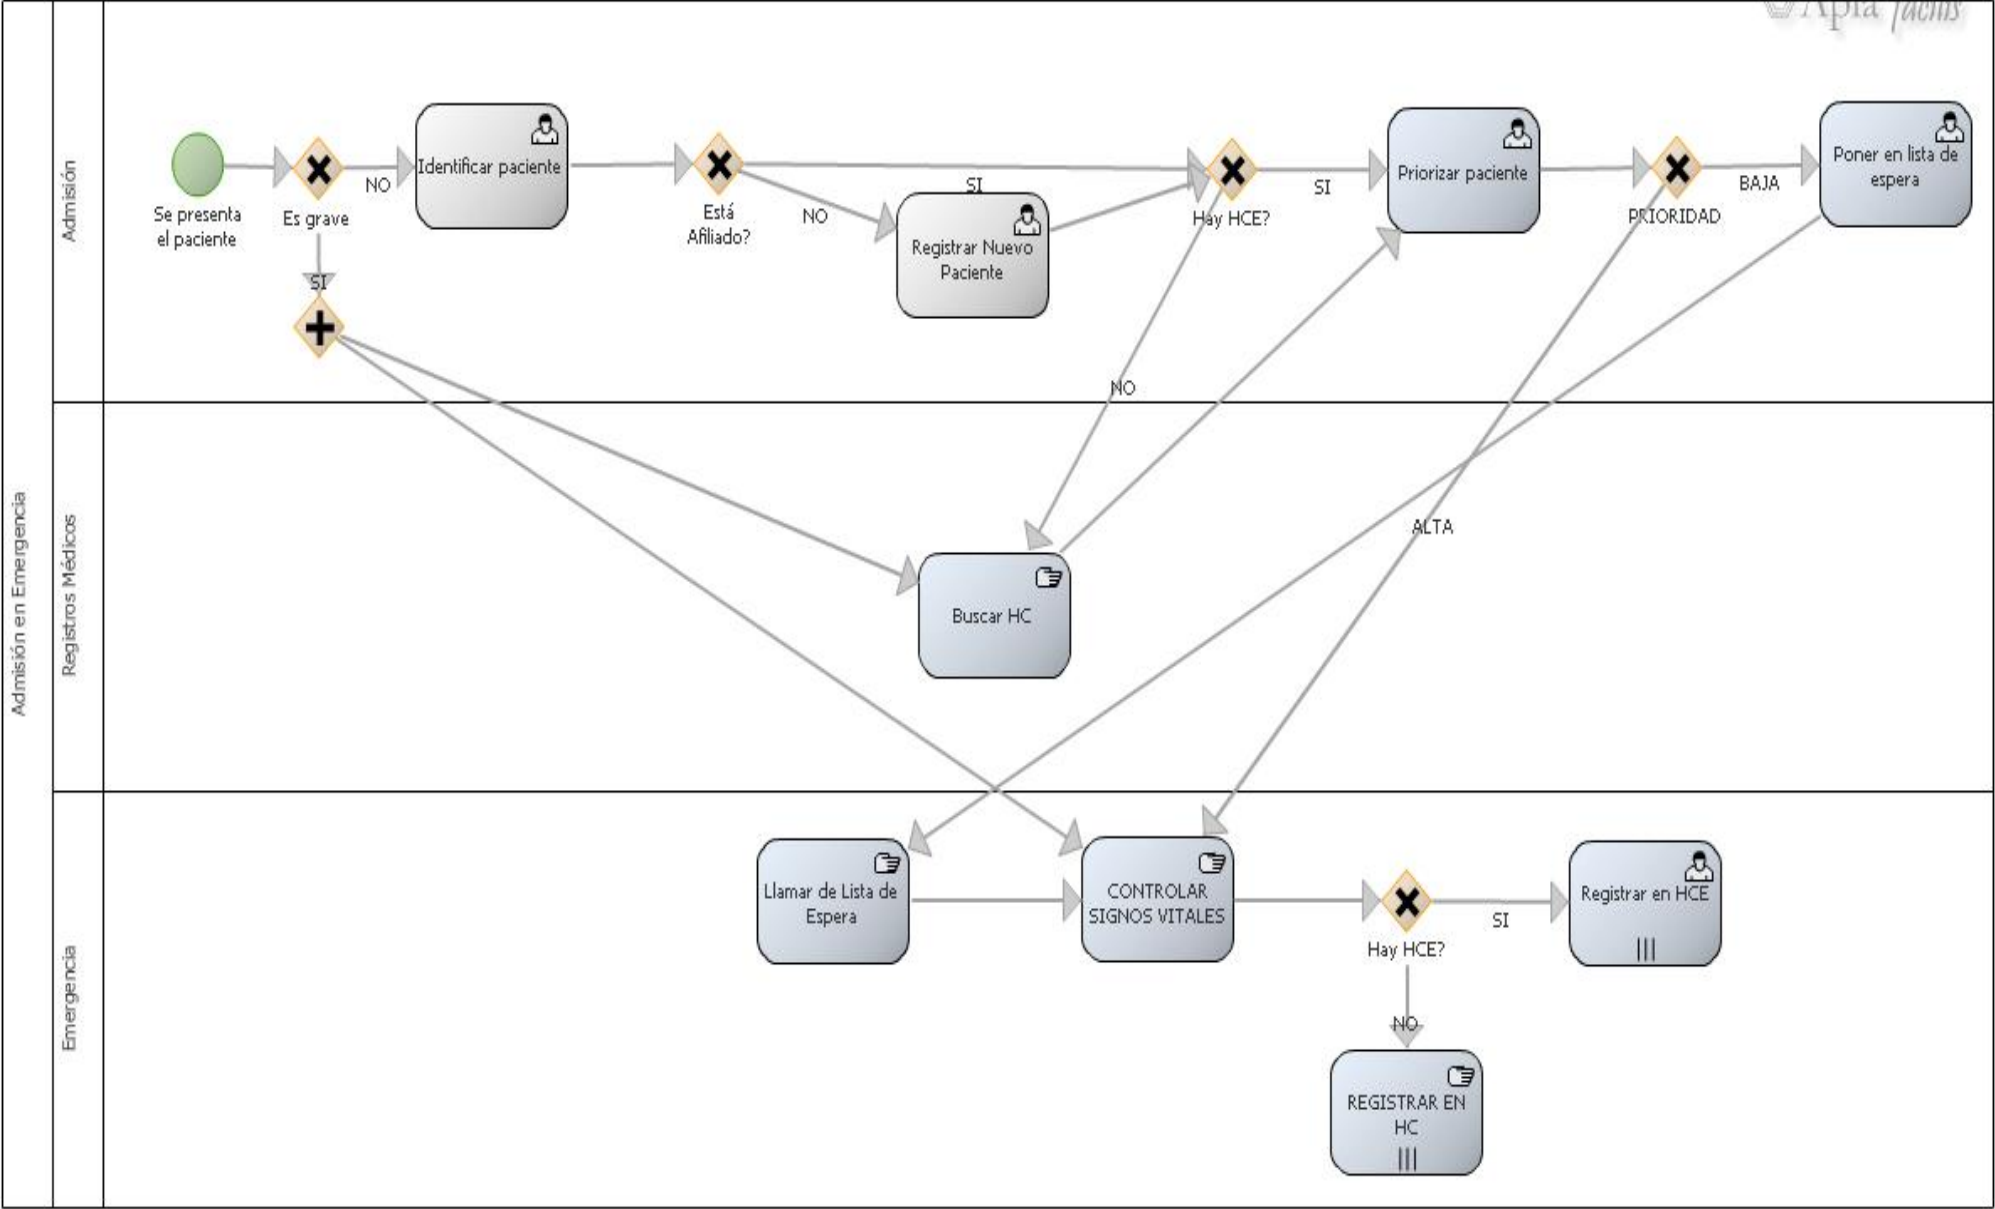 Apia facilis
Admisión en Emergencia
Admisión
Se presenta
el paciente
Es grave
NO
SI
Identificar paciente
Está
Afiliado?
SI
NO
Registrar Nuevo
Paciente
Hay HCE?
SI
NO
Priorizar paciente
PRIORIDAD
BAJA
ALTA
Poner en lista de
espera
Registros Médicos
Buscar HC
Emergencia
Llamar de Lista de
Espera
CONTROLAR
SIGNOS VITALES
Hay HCE?
SI
NO
Registrar en HCE
REGISTRAR EN
HC